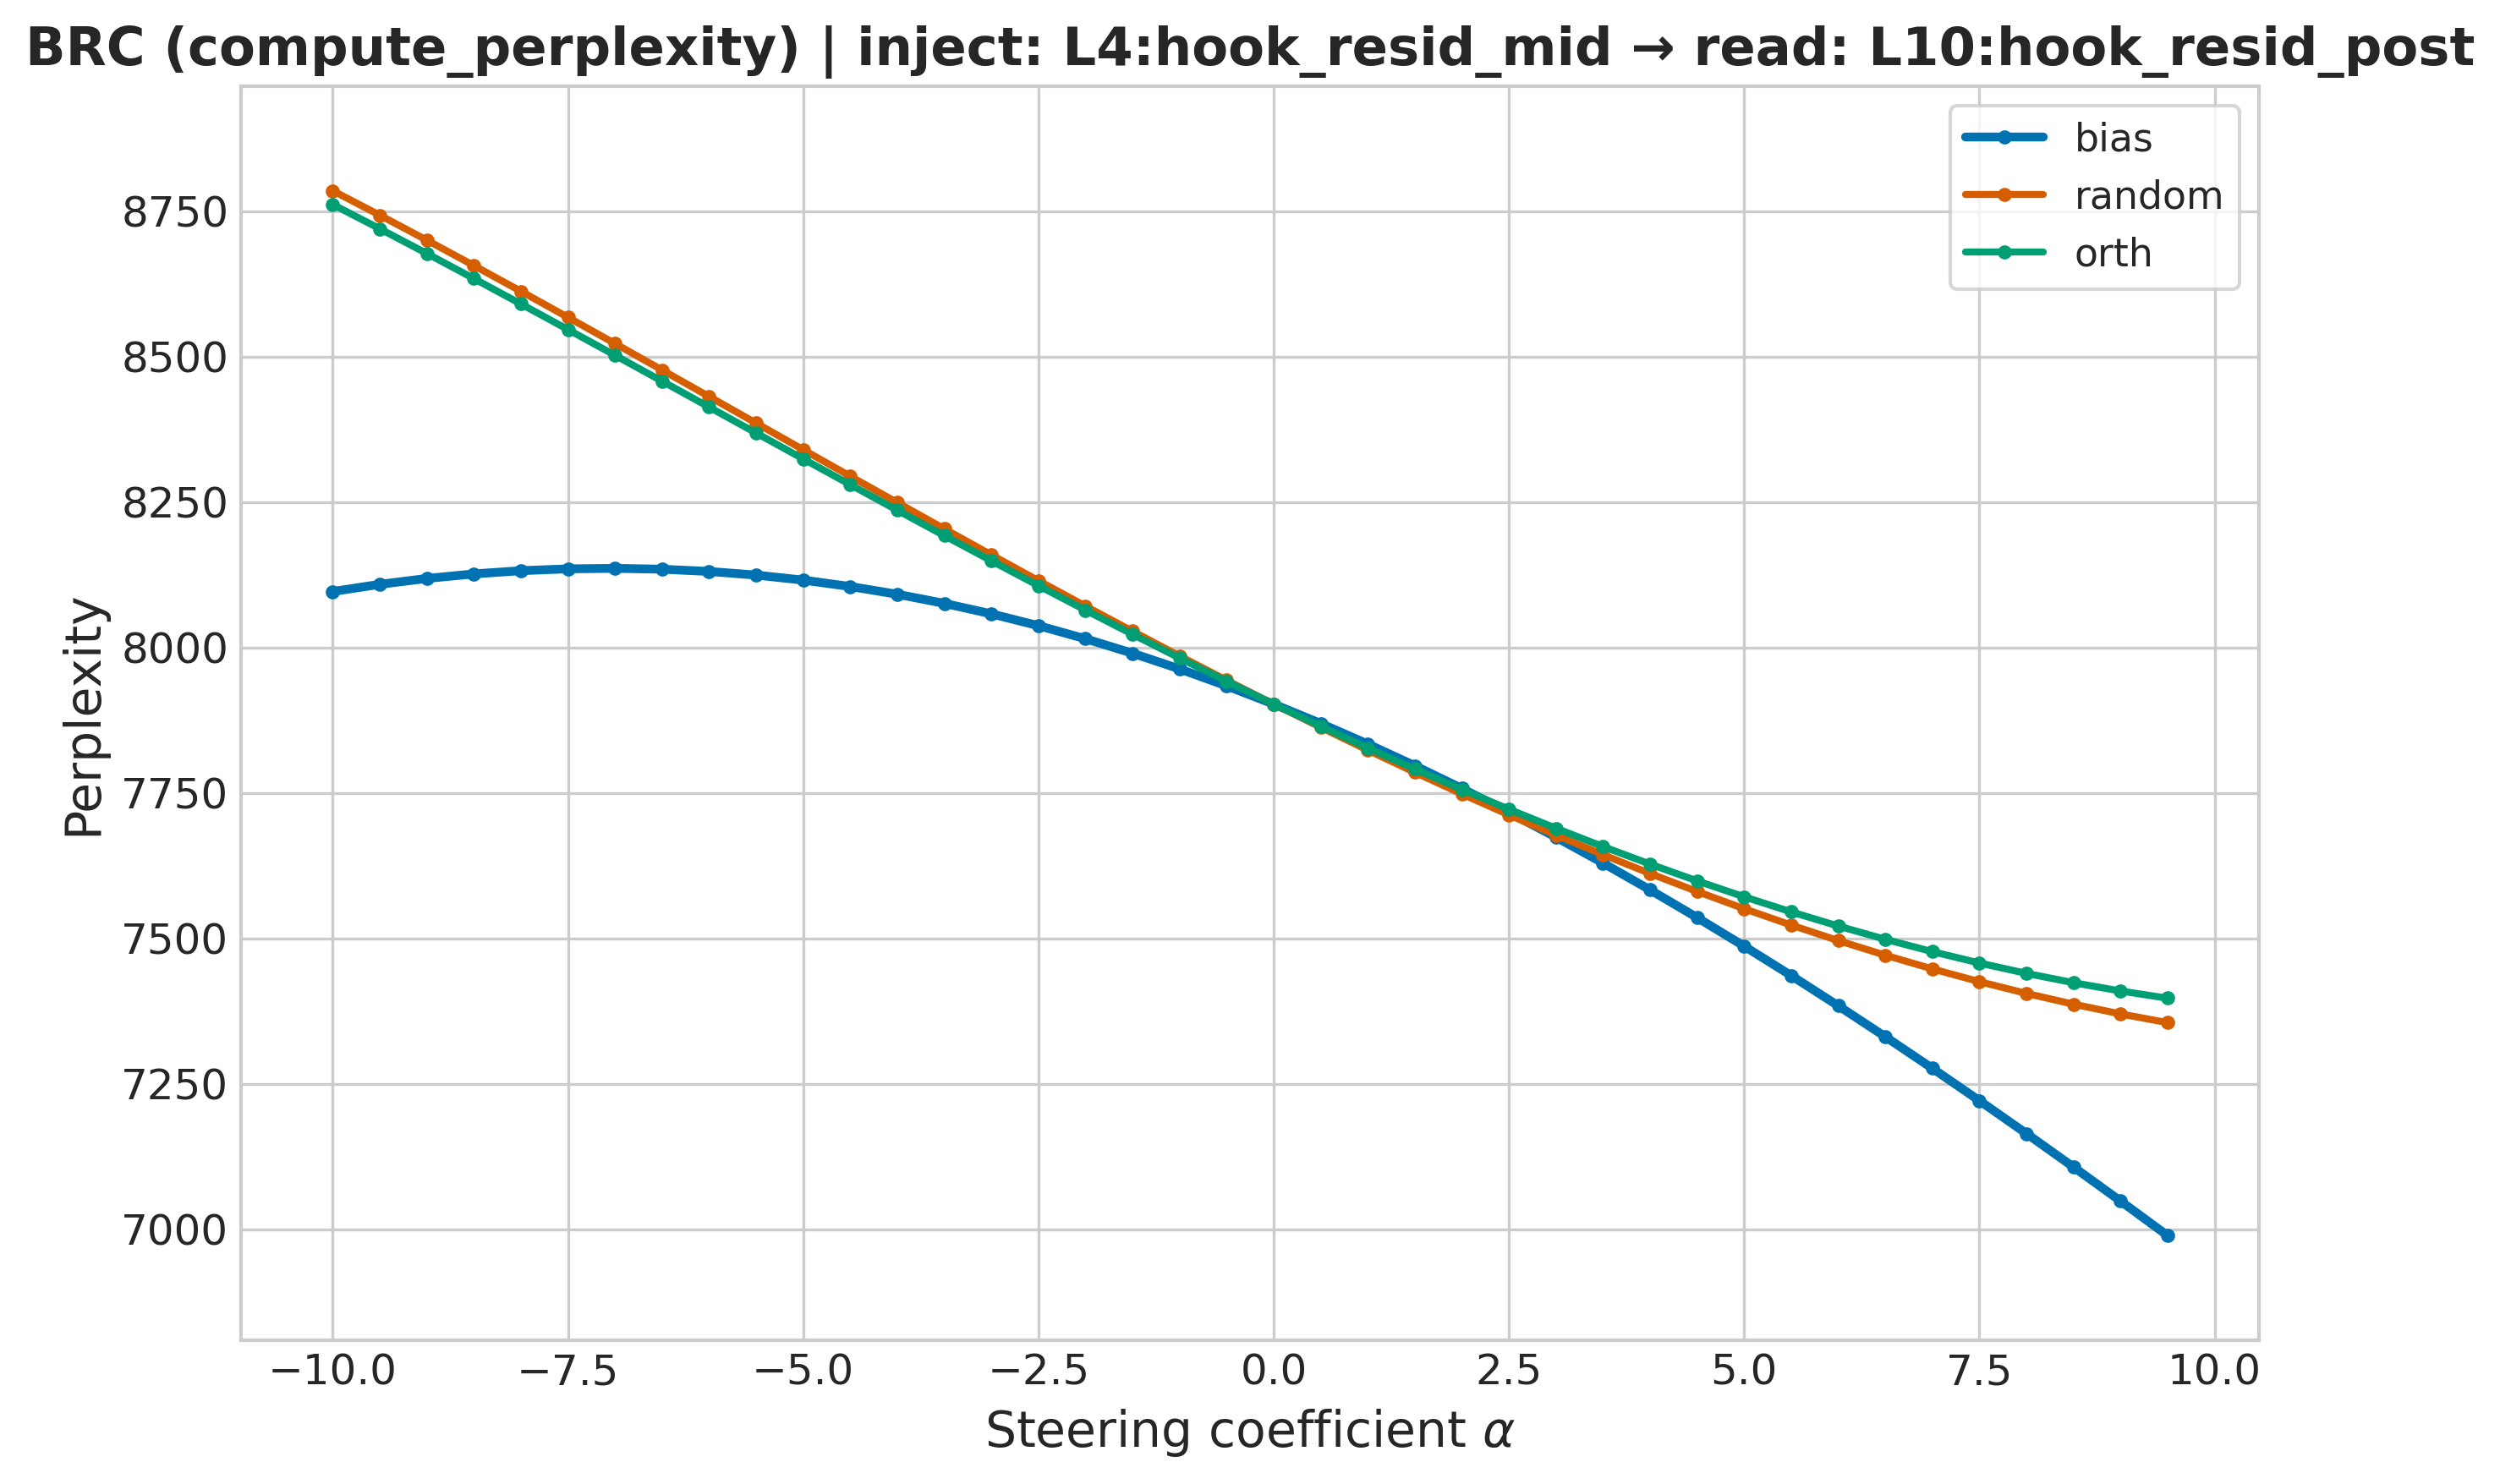 BRC (compute_perplexity) | inject: L4:hook_resid_mid → read: L10:hook_resid_post
bias
random
orth
Perplexity
8750
8500
8250
8000
7750
7500
7250
7000
−10.0 −7.5 −5.0 −2.5 0.0 2.5 5.0 7.5 10.0
Steering coefficient α